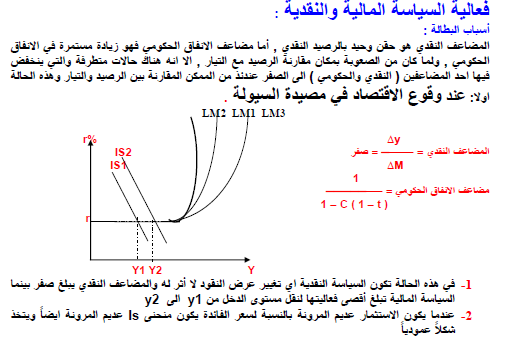 فعالية السياسة المالية والنقدية :
أسباب البطالة :
المضاعف النقدي هو حقن وحيد بالرصيد النقدي , أما مضاعف الانفاق الحكومي فهو زيادة مستمرة في الانفاق
الحكومي , ولما كان من الصعوبة بمكان مقارنة الرصيد مع التيار , الا انه هناك حالات متطرفة والتي ينخفض
فيها احد المضاعفين ( النقدي والحكومي ) الى الصفر عندئذ من الممكن المقارنة بين الرصيد والتيار وهذه الحالة
اولا: عند وقوع الاقتصاد في مصيدة السيولة .
LM2 LM1 LM3
r%
IS2
IS1
r
Y1 Y2
Y
المضاعف النقدي = Δy / ΔM = صفر
مضاعف الانفاق الحكومي = 1 / 1 – C ( 1 – t )
1- في هذه الحالة تكون السياسة النقدية اي تغيير عرض النقود لا اثر له والمضاعف النقدي يبلغ صفر بينما
السياسة المالية تبلغ أقصى فعاليتها لنقل مستوى الدخل من y1 الى y2
2- عندما يكون الاستثمار عديم المرونة بالنسبة لسعر الفائدة يكون منحنى Is عديم المرونة ايضاً ويتخذ
شكلاً عمودياً